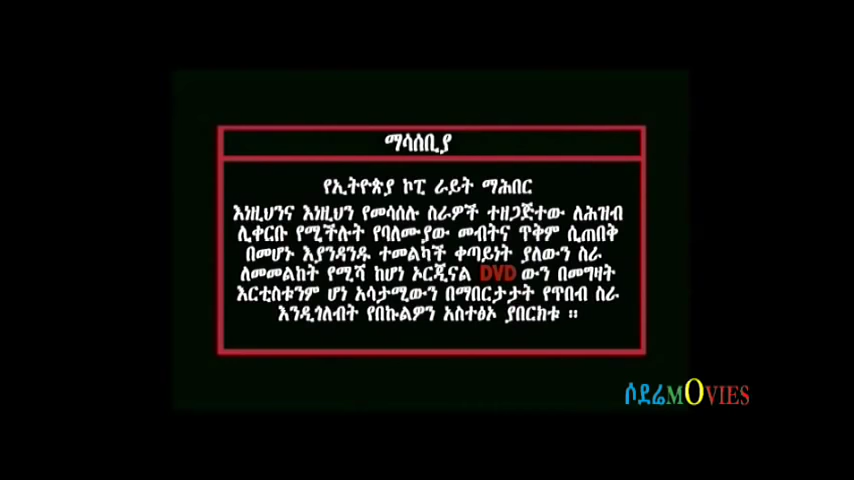 ማሳሰቢያ
የኢትዮጵያ ኮፒ ራይት ማሕበር
እነዚህንና እነዚህን የመሳሰሉ ስራዎች ተዘጋጅተው ለሕዝብ
ሊቀርቡ የሚችሉት የባለሙያው መብትና ጥቅም ሲጠበቅ
በመሆኑ እያንዳንዱ ተመልካች ቀጣይነት ያለውን ስራ
ለመመልከት የሚሻ ከሆነ ኦርጂናል DVD ውን በመግዛት
እርቲስቱንም ሆነ አሳታሚውን በማበርታታት የጥበብ ስራ
እንዲጎለብት የበኩልዎን አስተፅኦ ያበርክቱ ።
ሶደሬMOVIES